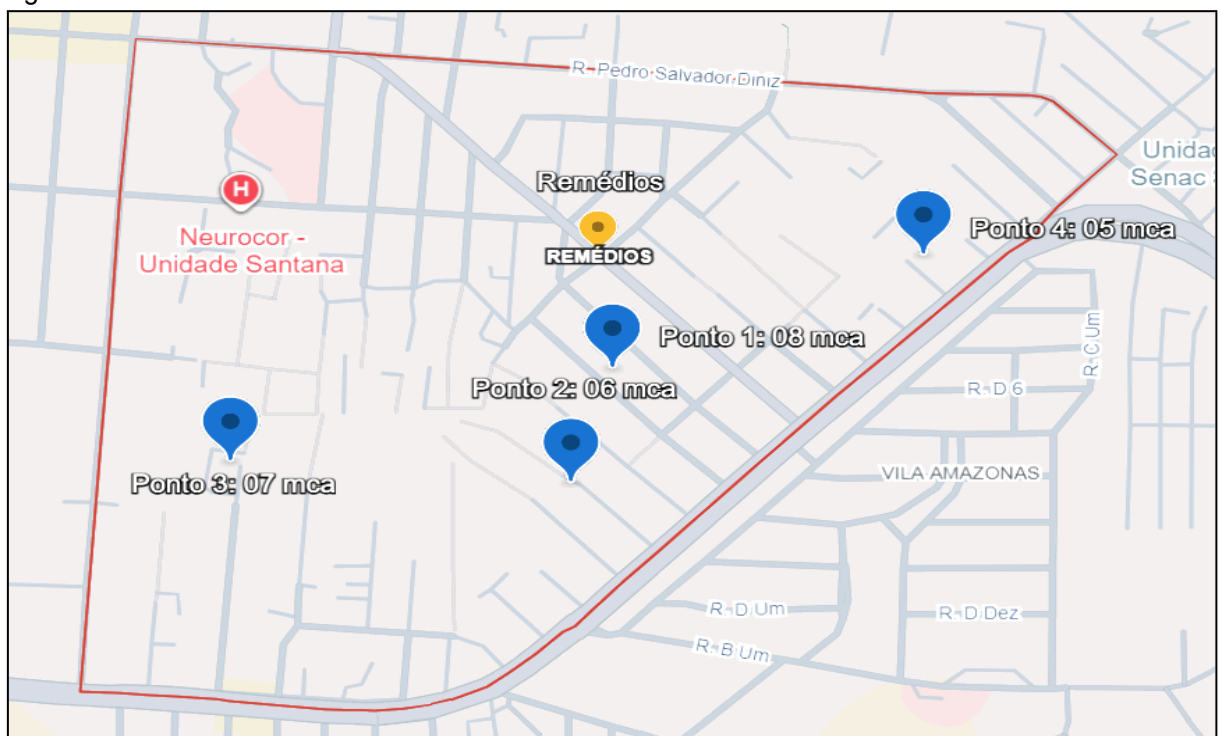 R. Pedro Salvador Diniz
Senac
Remédios
REMÉDIOS
H
Neurocor -
Unidade Santana
Ponto 4: 05 mca
Ponto 1: 08 mca
R. C Um
Ponto 2: 06 mca
R. D 6
Ponto 3: 07 mca
VILA AMAZONAS
R. D Um
R. D Dez
R. B Um